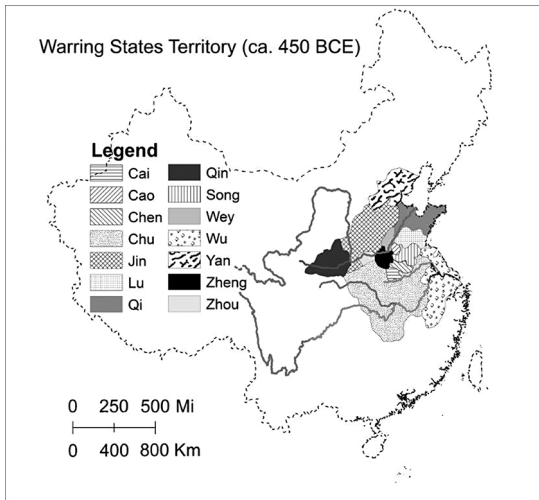 Warring States Territory (ca. 450 BCE)
Legend
Cai
Cao
Chen
Chu
Jin
Lu
Qi
Qin
Song
Wey
Wu
Yan
Zheng
Zhou
0 250 500 Mi
0 400 800 Km